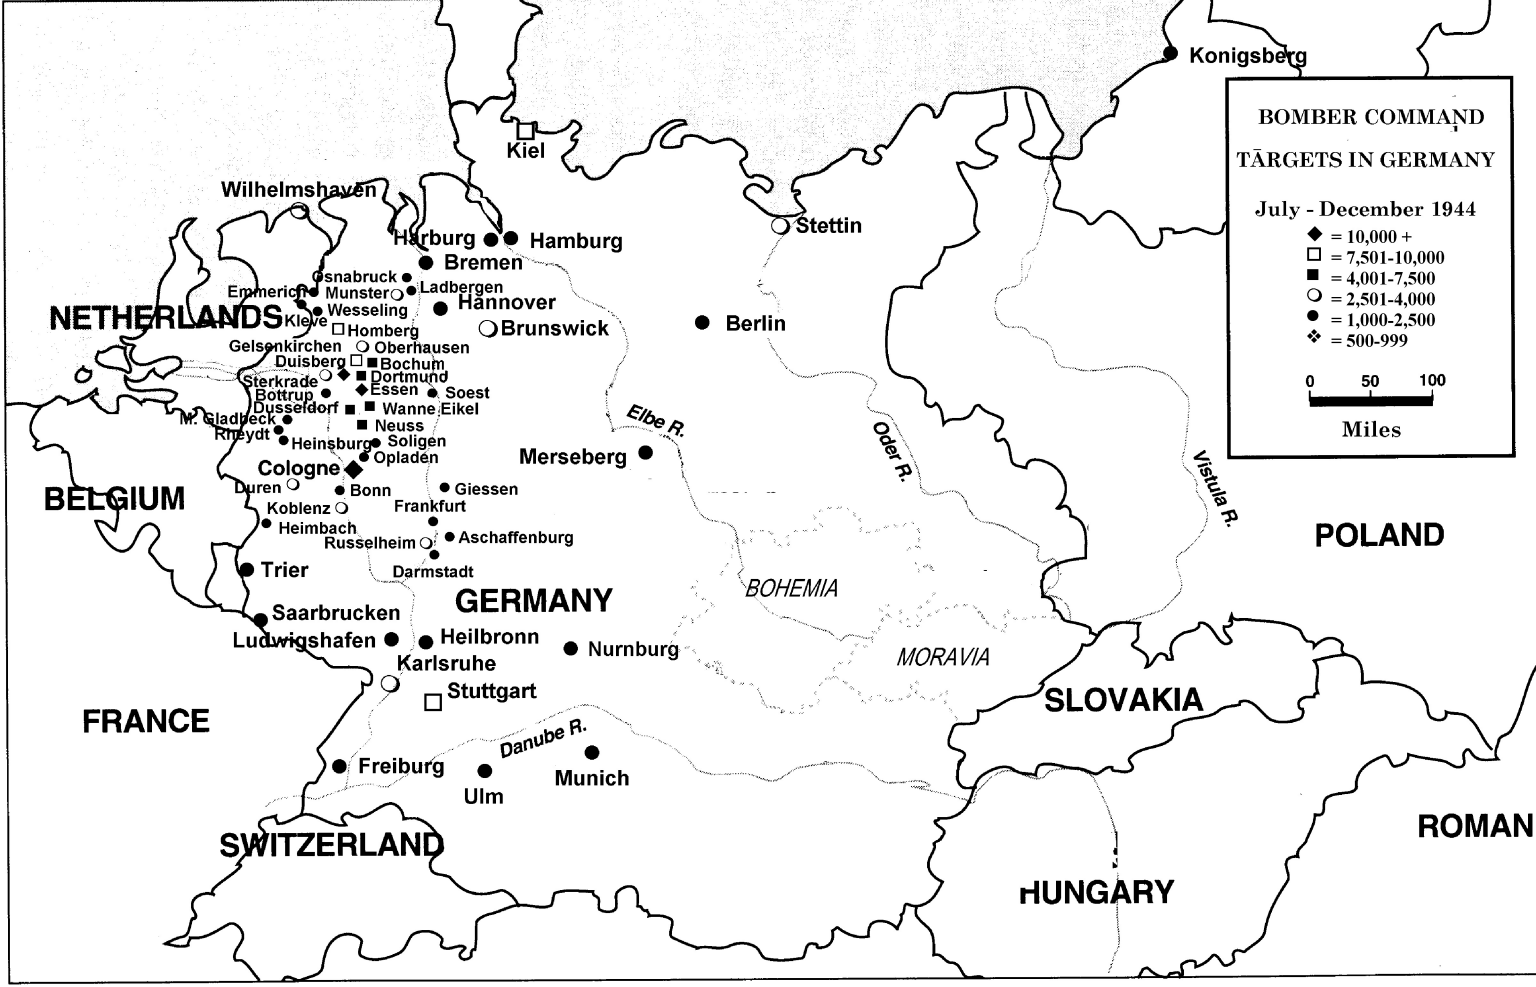 Konigsberg
BOMBER COMMAND
TARGETS IN GERMANY
July - December 1944
= 10,000 +
= 7,501-10,000
= 4,001-7,500
= 2,501-4,000
= 1,000-2,500
= 500-999
0 50 100
Miles
Kiel
Wilhelmshaven
Stettin
Harburg
Hamburg
Bremen
Osnabruck
Ladbergen
Emmerich
Munster
Hannover
NETHERLANDS
Wesseling
Kleve
Homberg
Brunswick
Berlin
Gelsenkirchen
Oberhausen
Duisberg
Bochum
Dortmund
Sterkrade
Essen
Bottrup
Soest
Dusseldorf
Wanne Eikel
M. Gladbeck
Neuss
Rheydt
Heinsburg
Soligen
Elbe R.
Oder R.
Opladen
Merseberg
Cologne
Vistula R.
Duren
Bonn
Giessen
BELGIUM
Koblenz
Frankfurt
Heimbach
POLAND
Russelheim
Aschaffenburg
Trier
Darmstadt
BOHEMIA
GERMANY
Saarbrucken
Ludwigshafen
Heilbronn
Nurnburg
MORAVIA
Karlsruhe
Stuttgart
SLOVAKIA
FRANCE
Danube R.
Freiburg
Munich
Ulm
ROMAN
SWITZERLAND
HUNGARY